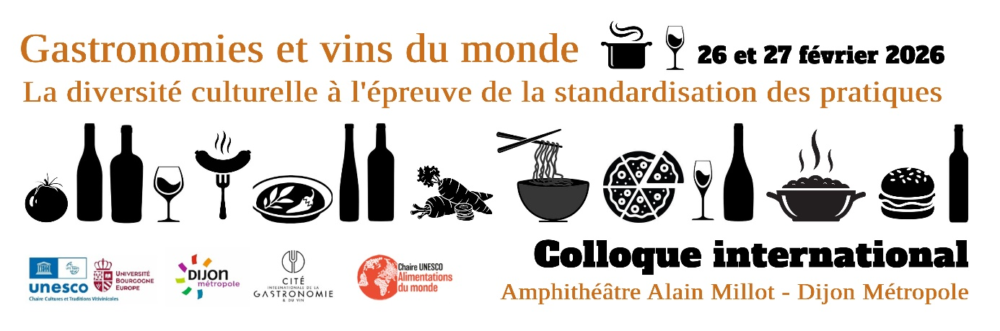 Gastronomies et vins du monde
26 et 27 février 2026
La diversité culturelle à l'épreuve de la standardisation des pratiques
Colloque international
Amphithéâtre Alain Millot - Dijon Métropole
unesco
Chaire Cultures et Traditions Vitivinicoles
UNIVERSITÉ
BOURGOGNE
EUROPE
DIJON
métropole
CITÉ
INTERNATIONALE DE LA
GASTRONOMIE
& DU VIN
Chaire UNESCO
Alimentations
du monde